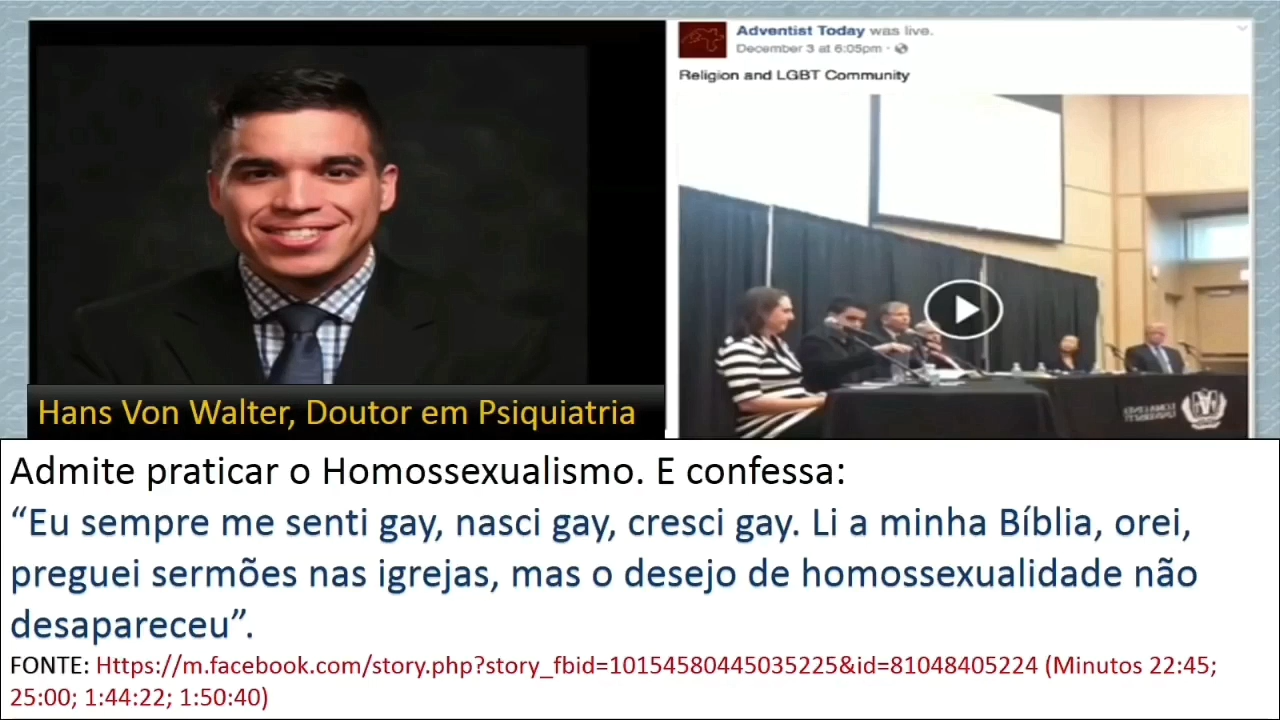 Adventist Today was live.
December 3 at 6:05pm
Religion and LGBT Community
Hans Von Walter, Doutor em Psiquiatria
Admite praticar o Homossexualismo. E confessa:
“Eu sempre me senti gay, nasci gay, cresci gay. Li a minha Bíblia, orei,
preguei sermões nas igrejas, mas o desejo de homossexualidade não
desapareceu”.
FONTE: Https://m.facebook.com/story.php?story_fbid=10154580445035225&id=81048405224 (Minutos 22:45;
25:00; 1:44:22; 1:50:40)